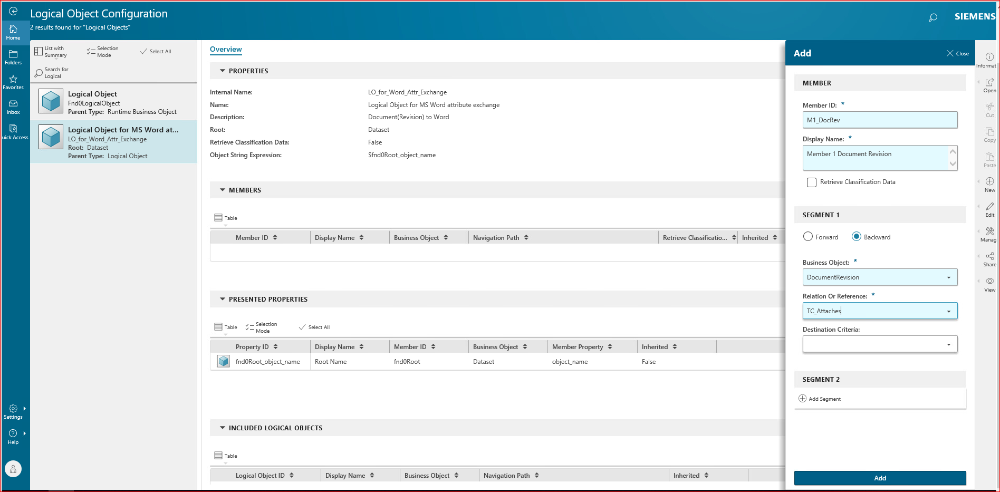 Logical Object Configuration
2 results found for "Logical Objects"
SIEMENS
Home
Folders
Favorites
Inbox
uick Access
Settings
Help
List with
Summary
Selection
Mode
Select All
Search for
Logical
Logical Object
Fnd0LogicalObject
Parent Type: Runtime Business Object
Logical Object for MS Word at...
LO_for_Word_Attr_Exchange
Root: Dataset
Parent Type: Logical Object
Overview
PROPERTIES
Internal Name: LO_for_Word_Attr_Exchange
Name: Logical Object for MS Word attribute exchange
Description: Document(Revision) to Word
Root: Dataset
Retrieve Classification Data: False
Object String Expression: $fnd0Root_object_name
MEMBERS
Table
Member ID Display Name Business Object Navigation Path Retrieve Classificatio... Inherited
PRESENTED PROPERTIES
Table
Selection
Mode
Select All
Property ID Display Name Member ID Business Object Member Property Inherited
fnd0Root_object_name Root Name fnd0Root Dataset object_name False
INCLUDED LOGICAL OBJECTS
Table
Logical Object ID Display Name Business Object Navigation Path Inherited
Add
Close
MEMBER
Member ID: *
M1_DocRev
Display Name: *
Member 1 Document Revision
Retrieve Classification Data
SEGMENT 1
Forward Backward
Business Object: *
DocumentRevision
Relation Or Reference: *
TC_Attaches
Destination Criteria:
SEGMENT 2
Add Segment
Add
Informat
Open
Cut
Copy
Paste
New
Edit
Manag
Share
View